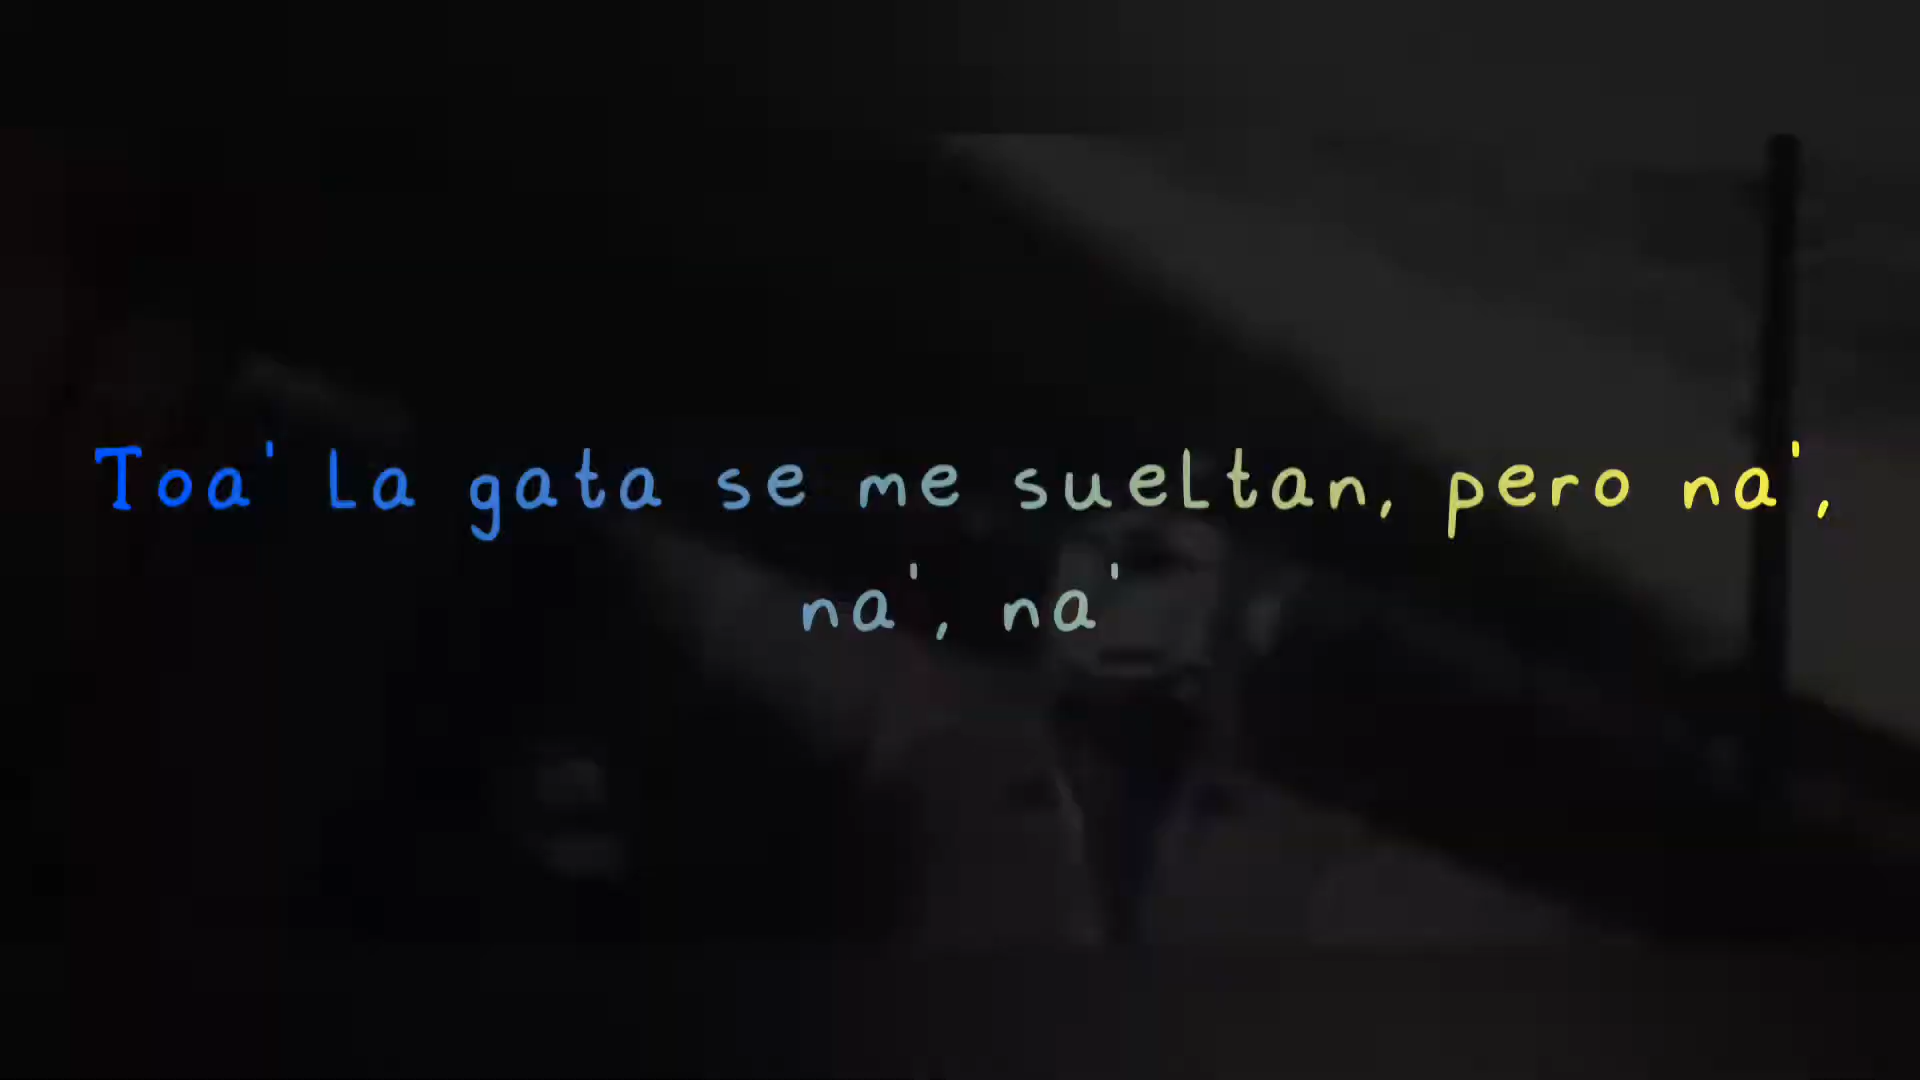 Toa' la gata se me sueltan, pero na',
na', na'